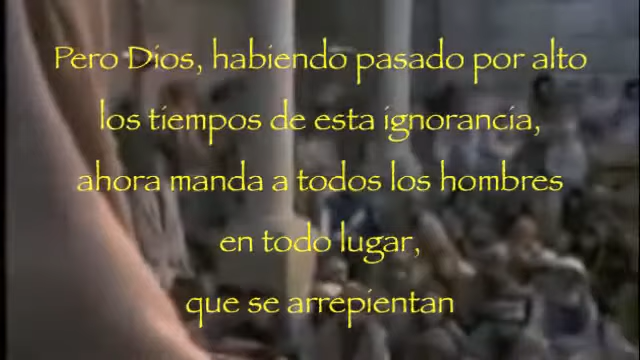 Pero Dios, habiendo pasado por alto
los tiempos de esta ignorancia,
ahora manda a todos los hombres
en todo lugar,
que se arrepientan